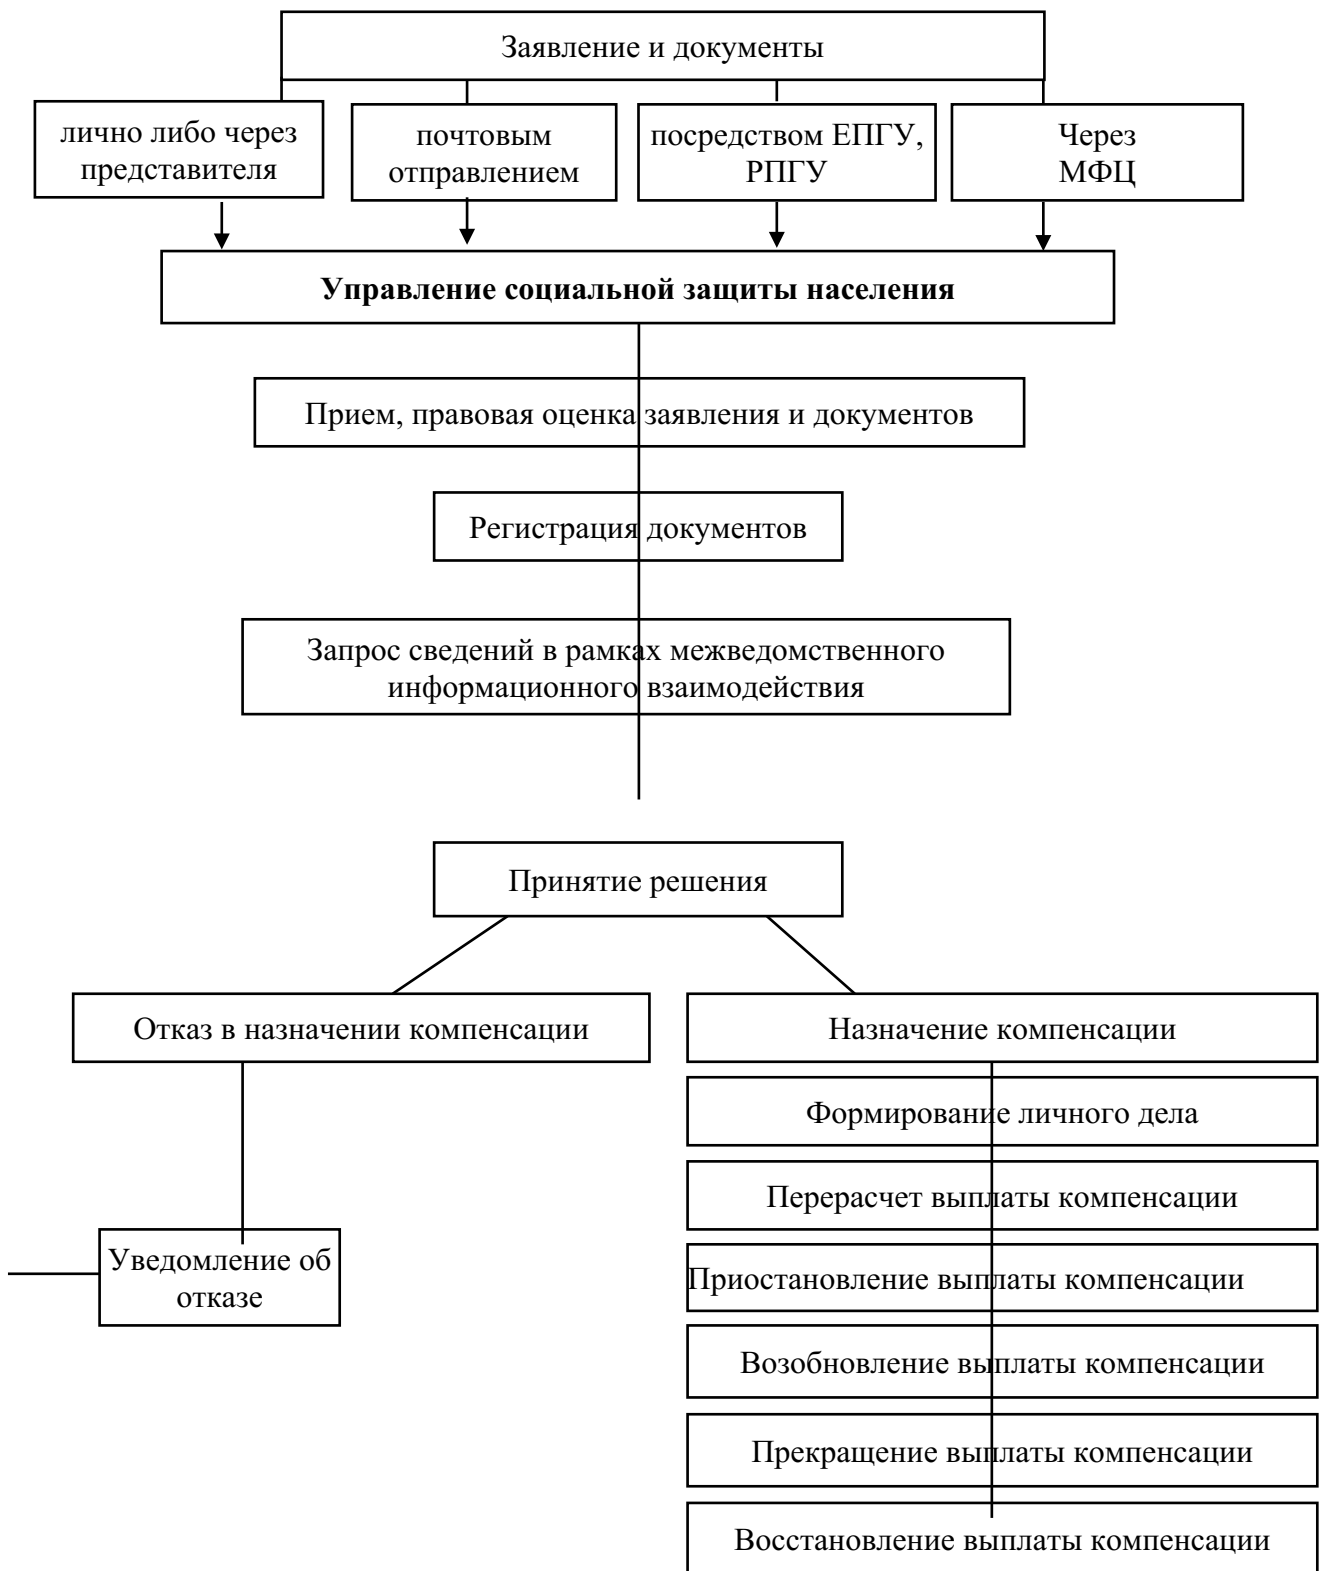 Заявление и документы
лично либо через
представителя
почтовым
отправлением
посредством ЕПГУ,
РПГУ
Через
МФЦ
Управление социальной защиты населения
Прием, правовая оценка заявления и документов
Регистрация документов
Запрос сведений в рамках межведомственного
информационного взаимодействия
Принятие решения
Отказ в назначении компенсации
Уведомление об
отказе
Назначение компенсации
Формирование личного дела
Перерасчет выплаты компенсации
Приостановление выплаты компенсации
Возобновление выплаты компенсации
Прекращение выплаты компенсации
Восстановление выплаты компенсации